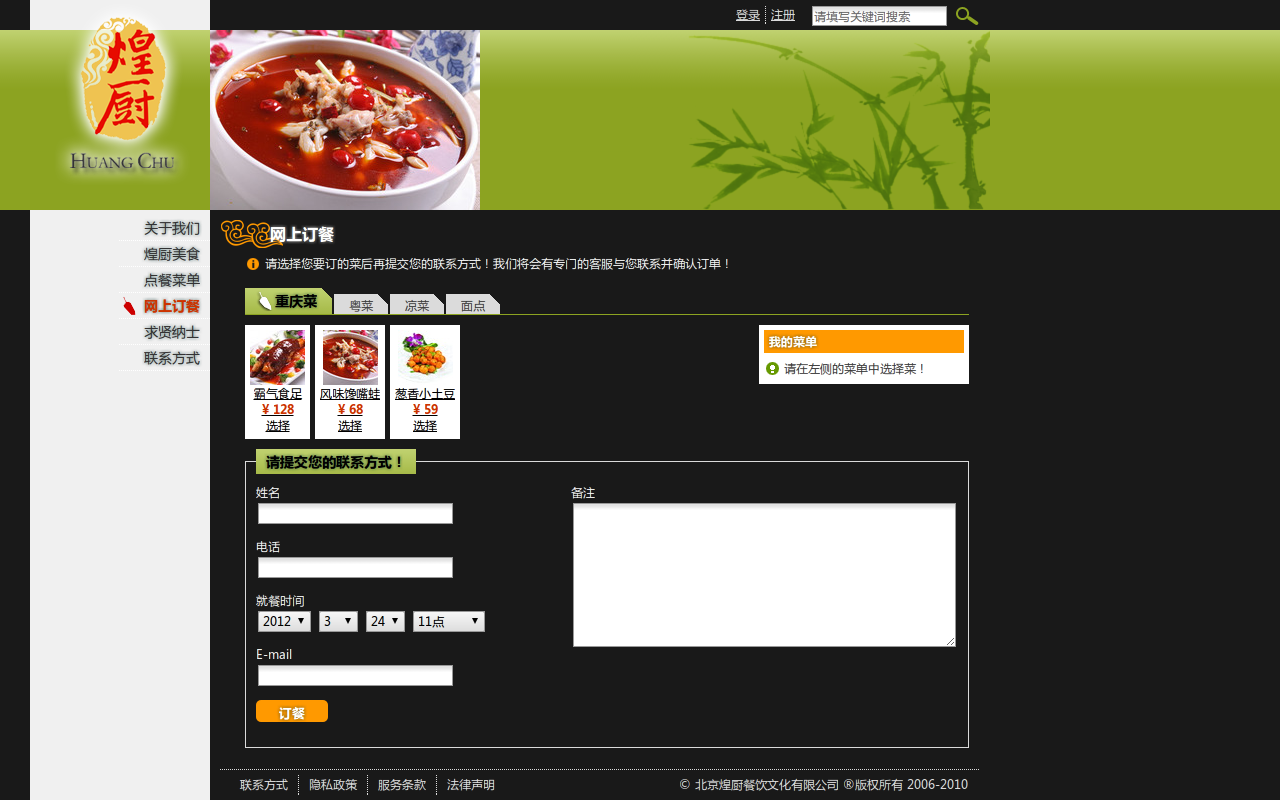 登录 注册 请填写关键词搜索
煌厨
HUANG CHU
关于我们
煌厨美食
点餐菜单
网上订餐
求贤纳士
联系方式
网上订餐
请选择您要订的菜后再提交您的联系方式！我们将会有专门的客服与您联系并确认订单！
重庆菜 粤菜 凉菜 面点
霸气食足 风味馋嘴蛙 葱香小土豆
¥ 128 ¥ 68 ¥ 59
选择 选择 选择
我的菜单
请在左侧的菜单中选择菜！
请提交您的联系方式！
姓名
电话
就餐时间
2012 3 24 11点
E-mail
订餐
备注
联系方式 隐私政策 服务条款 法律声明
© 北京煌厨餐饮文化有限公司 ®版权所有 2006-2010